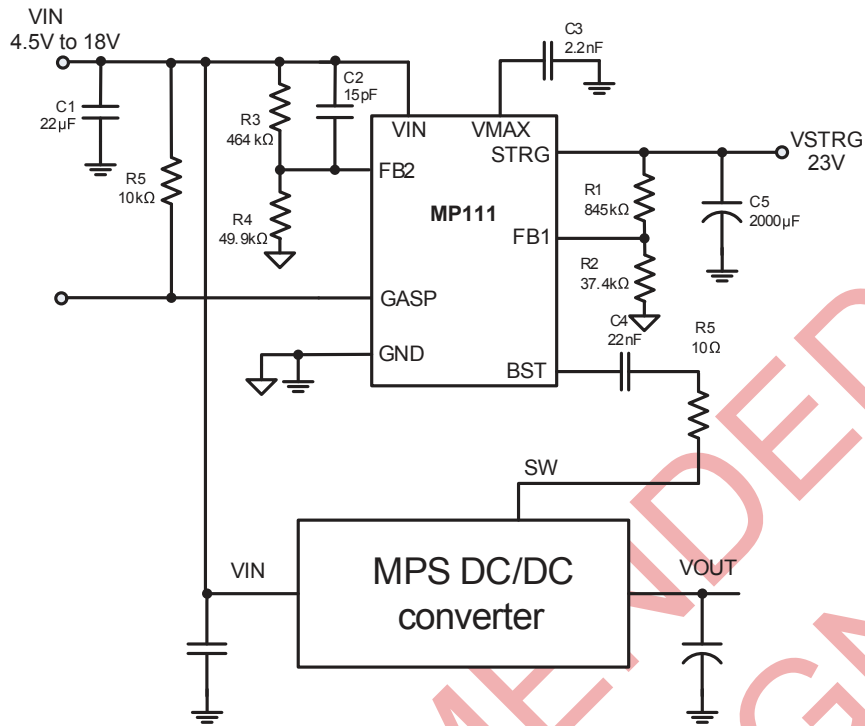 VIN
4.5V to 18V
C1
22µF
R5
10kΩ
R3
464 kΩ
C2
15pF
R4
49.9kΩ
C3
2.2nF
VIN
VMAX
STRG
FB2
MP111
FB1
GASP
GND
BST
VSTRG
23V
R1
845kΩ
C5
2000µF
R2
37.4kΩ
C4
22nF
R5
10Ω
SW
VIN
MPS DC/DC
converter
VOUT
MENDED
GN